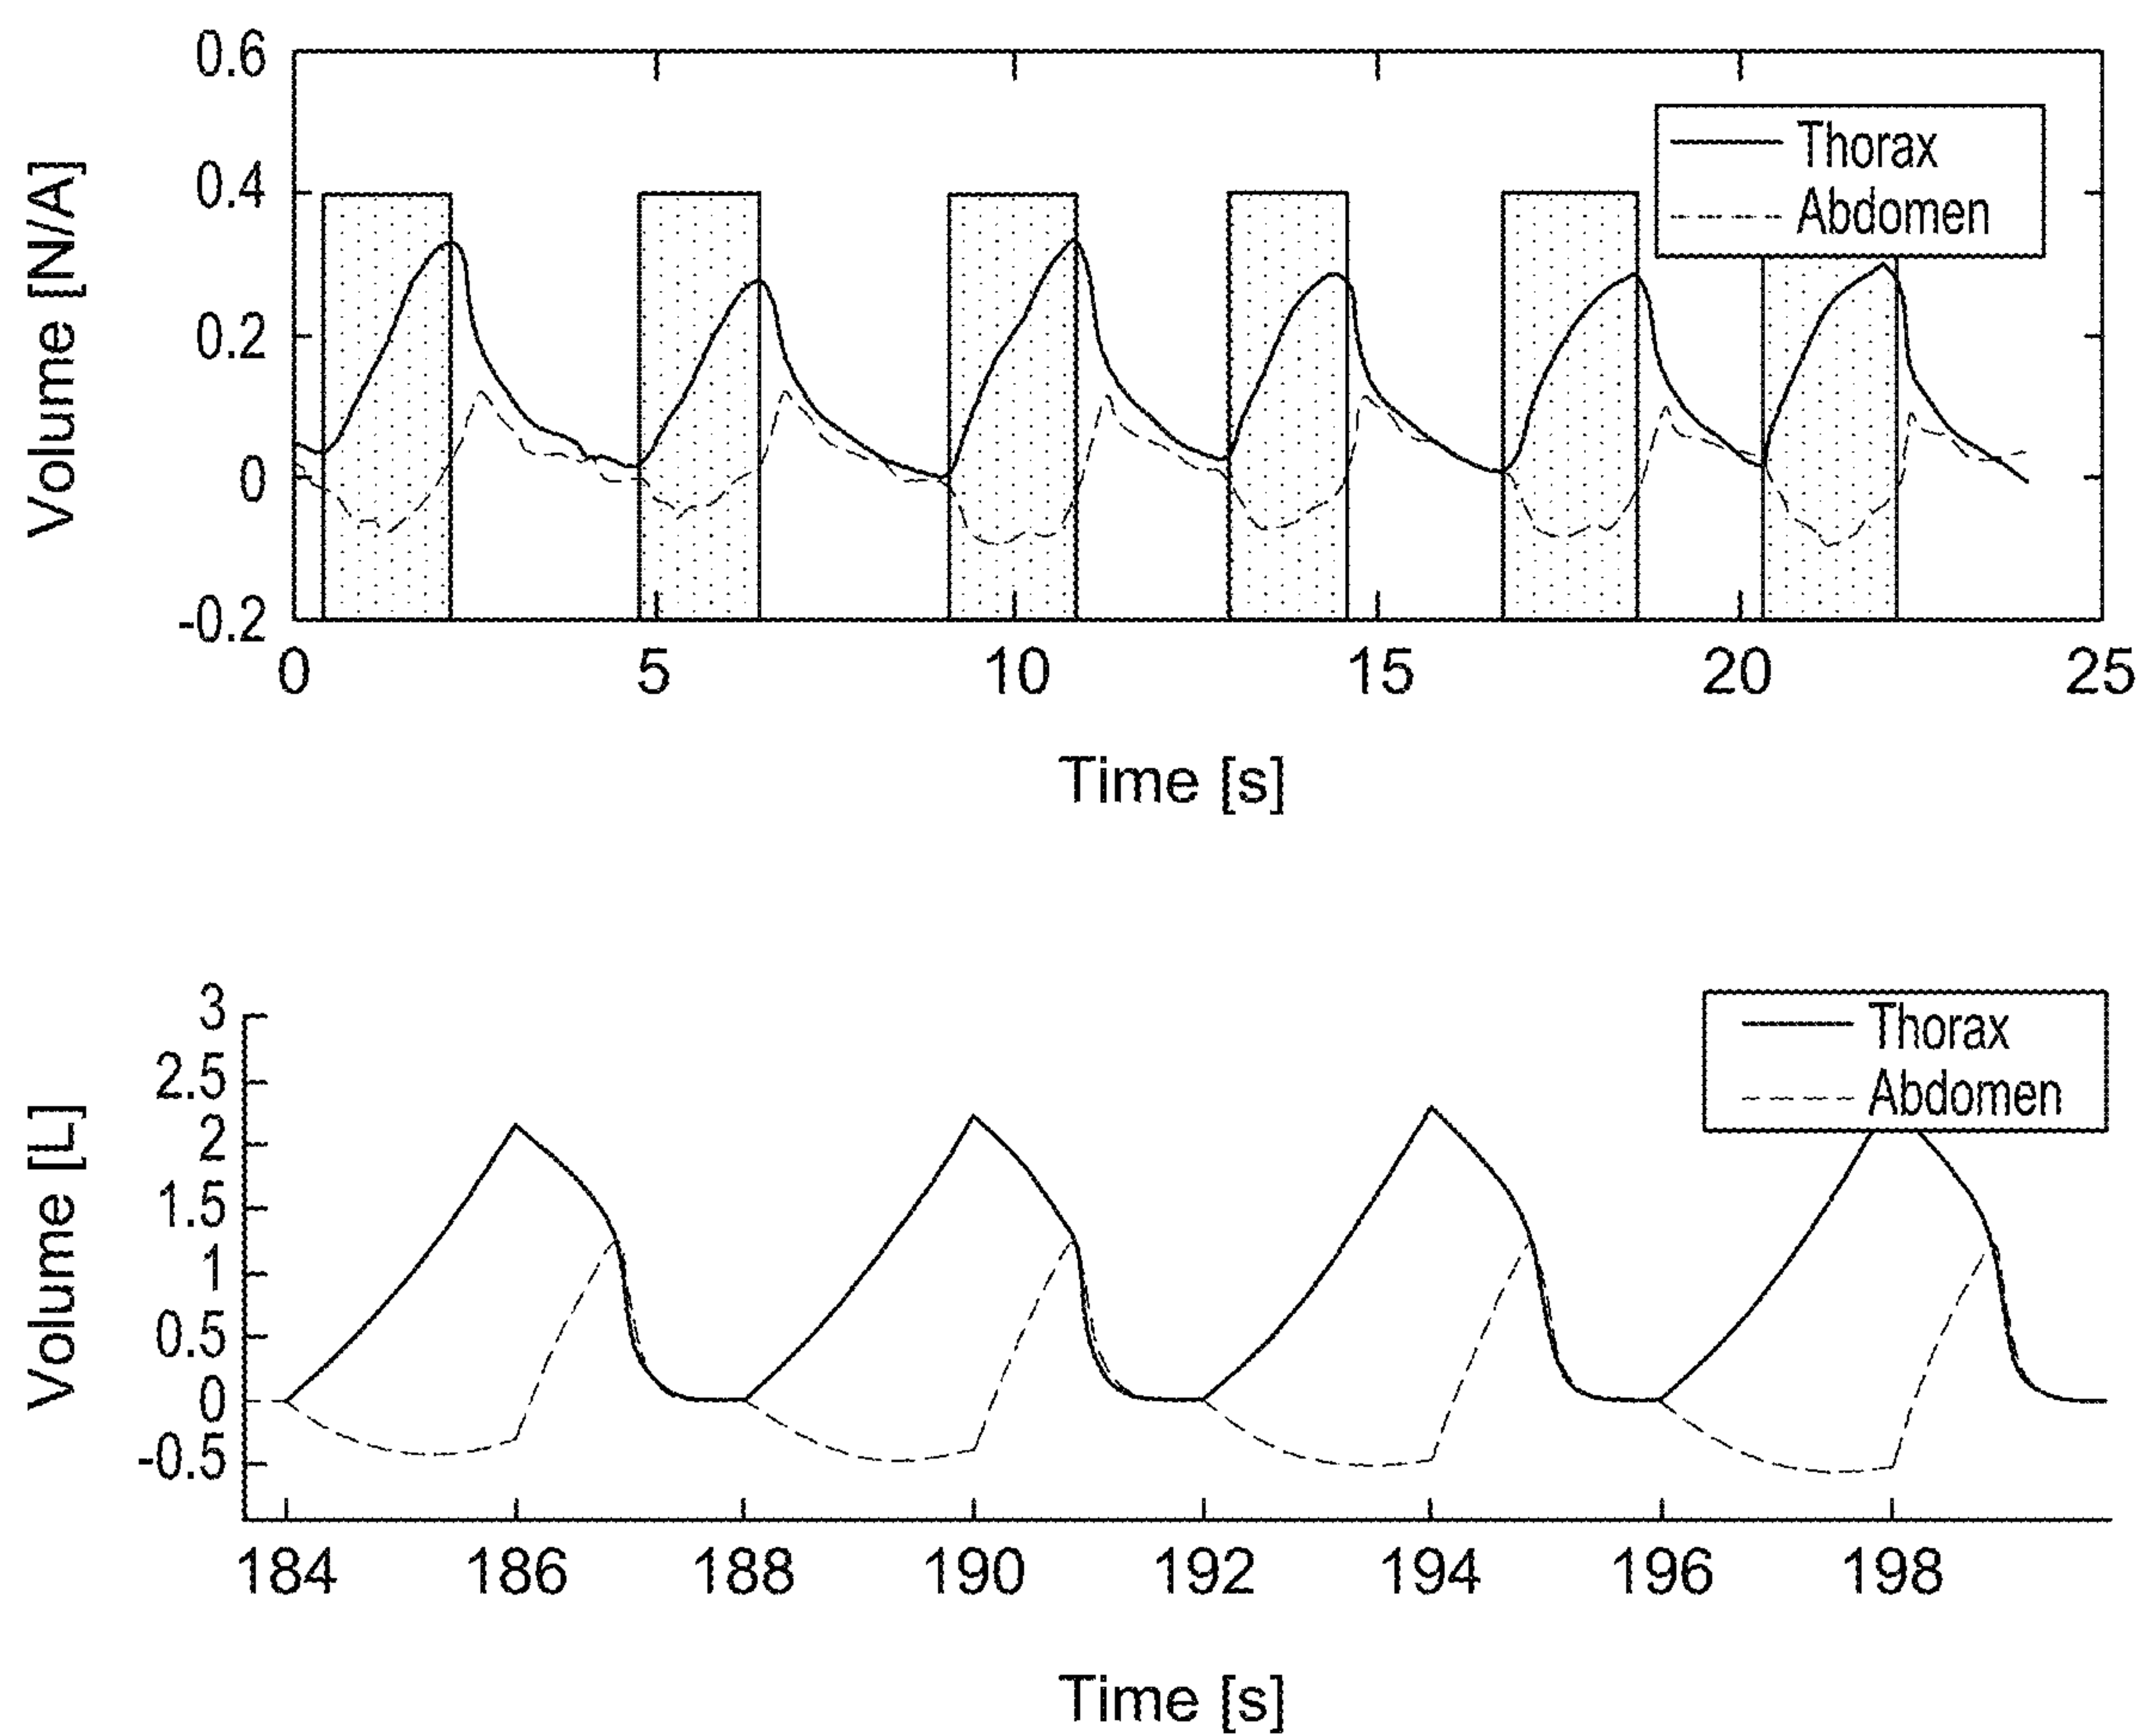 Volume [N/A]
0.6
0.4
0.2
0
-0.2
Thorax
Abdomen
0 5 10 15 20 25
Time [s]
Volume [L]
3
2.5
2
1.5
1
0.5
0
-0.5
Thorax
Abdomen
184 186 188 190 192 194 196 198
Time [s]